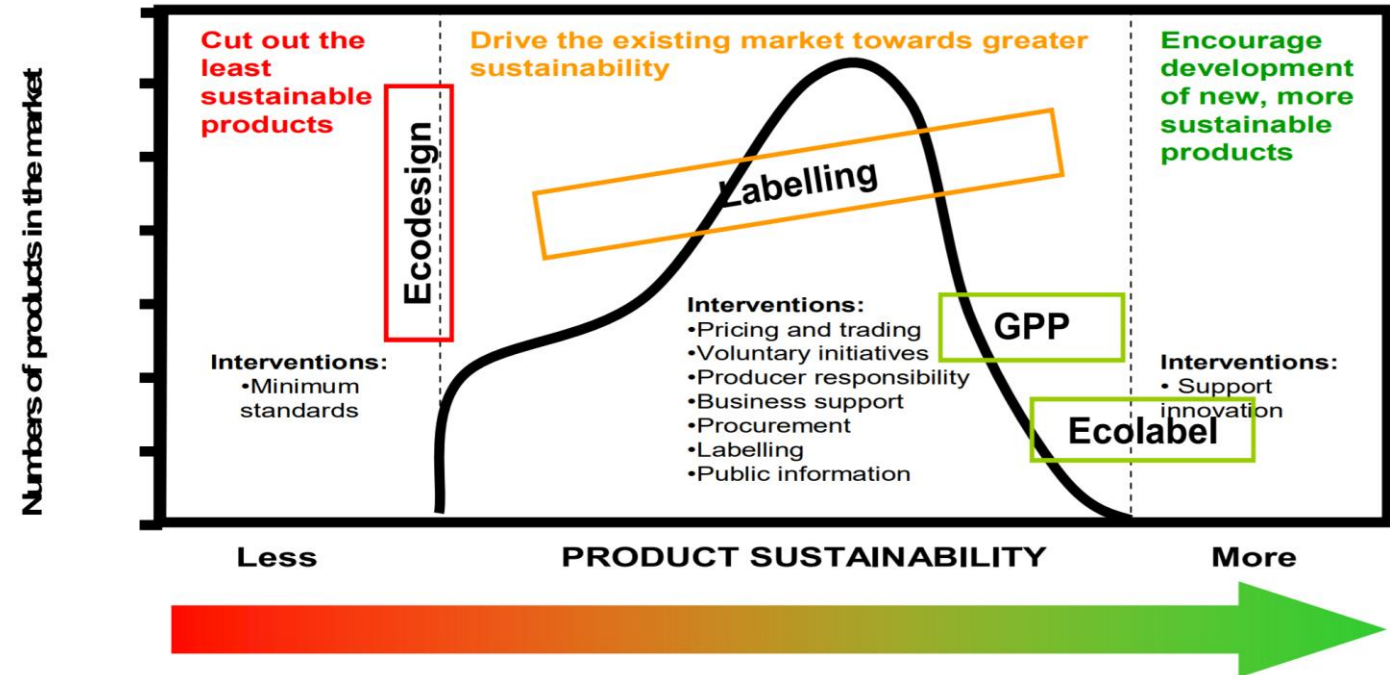 Numbers of products in the market
Cut out the
least
sustainable
products
Ecodesign
Interventions:
•Minimum
standards
Drive the existing market towards greater
sustainability
Labelling
Interventions:
•Pricing and trading
•Voluntary initiatives
•Producer responsibility
•Business support
•Procurement
•Labelling
•Public information
GPP
Ecolabel
Encourage
development
of new, more
sustainable
products
Interventions:
• Support
innovation
Less
PRODUCT SUSTAINABILITY
More